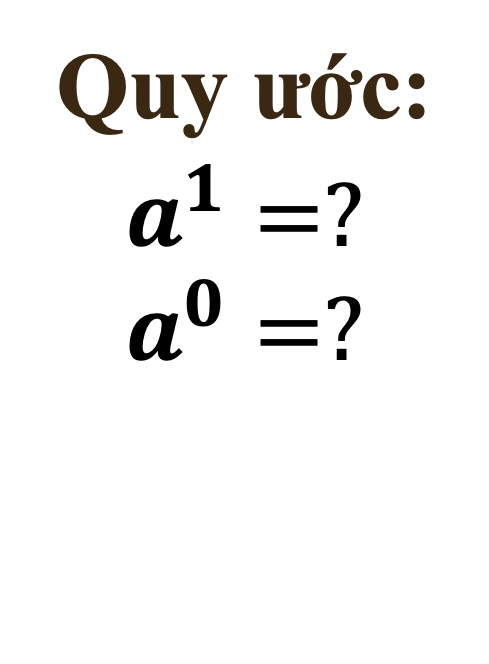 Quy ước:
a¹ =?
a⁰ =?